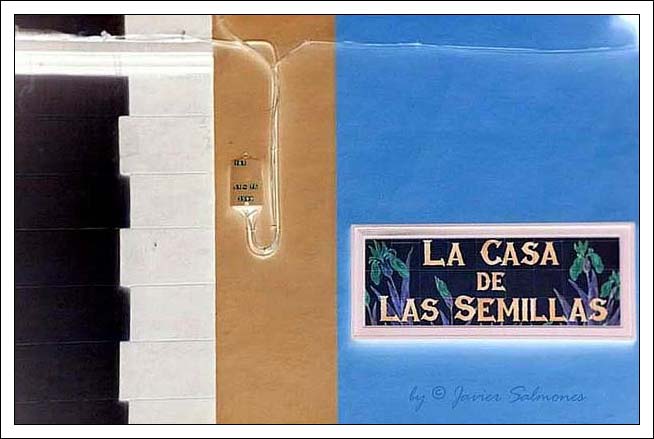 LA CASA
DE
LAS SEMILLAS
by © Javier Salmones